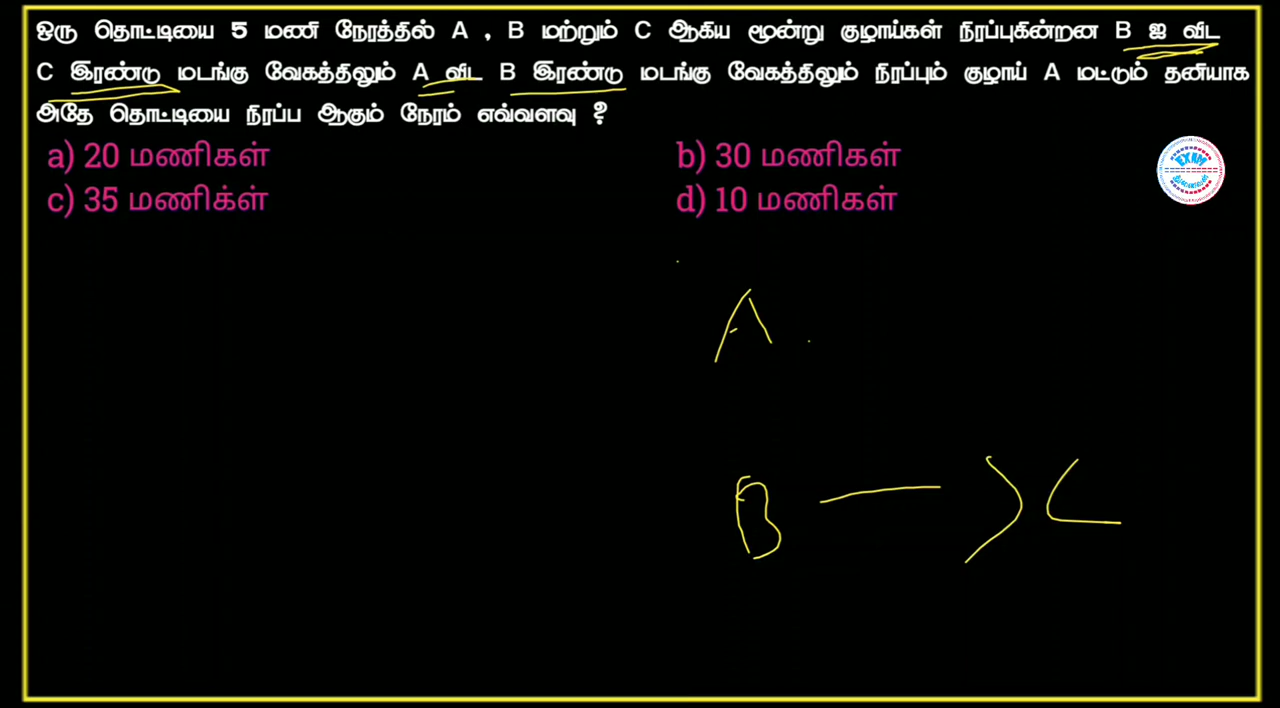 ஒரு தொட்டியை 5 மணி நேரத்தில் A , B மற்றும் C ஆகிய மூன்று குழாய்கள் நிரப்புகின்றன B ஐ விட
C இரண்டு மடங்கு வேகத்திலும் A விட B இரண்டு மடங்கு வேகத்திலும் நிரப்பும் குழாய் A மட்டும் தனியாக
அதே தொட்டியை நிரப்ப ஆகும் நேரம் எவ்வளவு ?
a) 20 மணிகள் b) 30 மணிகள்
c) 35 மணிக்ள் d) 10 மணிகள்
EXAM
A
B C